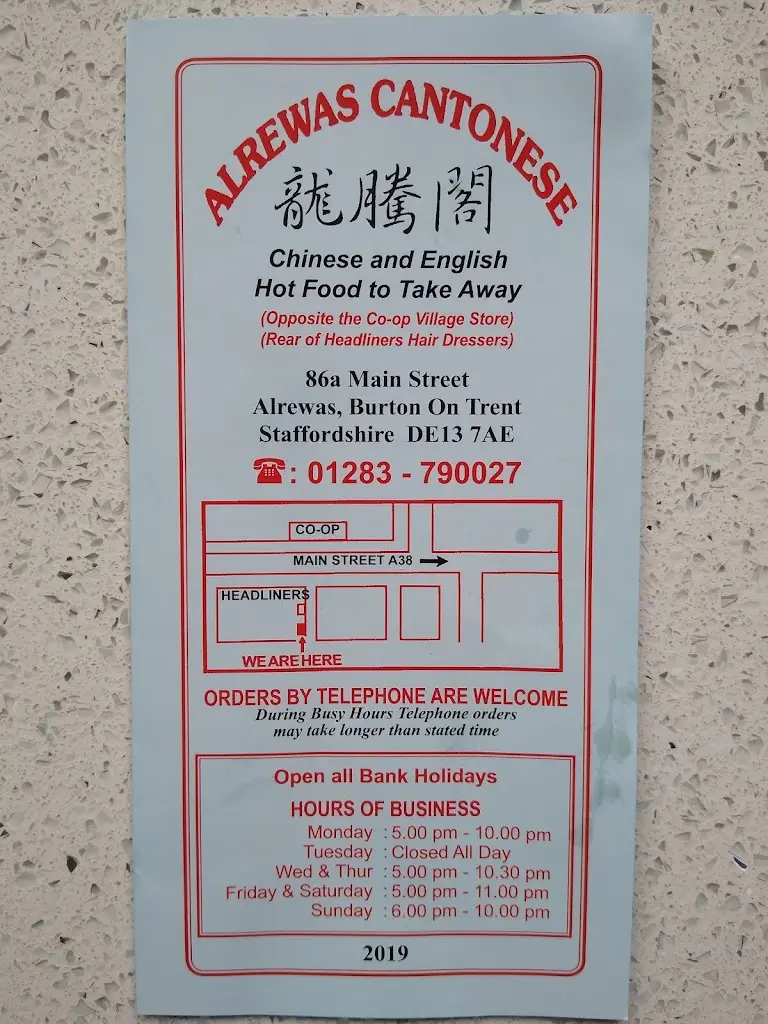 ALREWAS CANTONESE
龍騰閣
Chinese and English
Hot Food to Take Away
(Opposite the Co-op Village Store)
(Rear of Headliners Hair Dressers)
86a Main Street
Alrewas, Burton On Trent
Staffordshire DE13 7AE
☎: 01283 - 790027
CO-OP
MAIN STREET A38
HEADLINERS
WE ARE HERE
ORDERS BY TELEPHONE ARE WELCOME
During Busy Hours Telephone orders
may take longer than stated time
Open all Bank Holidays
HOURS OF BUSINESS
Monday : 5.00 pm - 10.00 pm
Tuesday : Closed All Day
Wed & Thur : 5.00 pm - 10.30 pm
Friday & Saturday : 5.00 pm - 11.00 pm
Sunday : 6.00 pm - 10.00 pm
2019